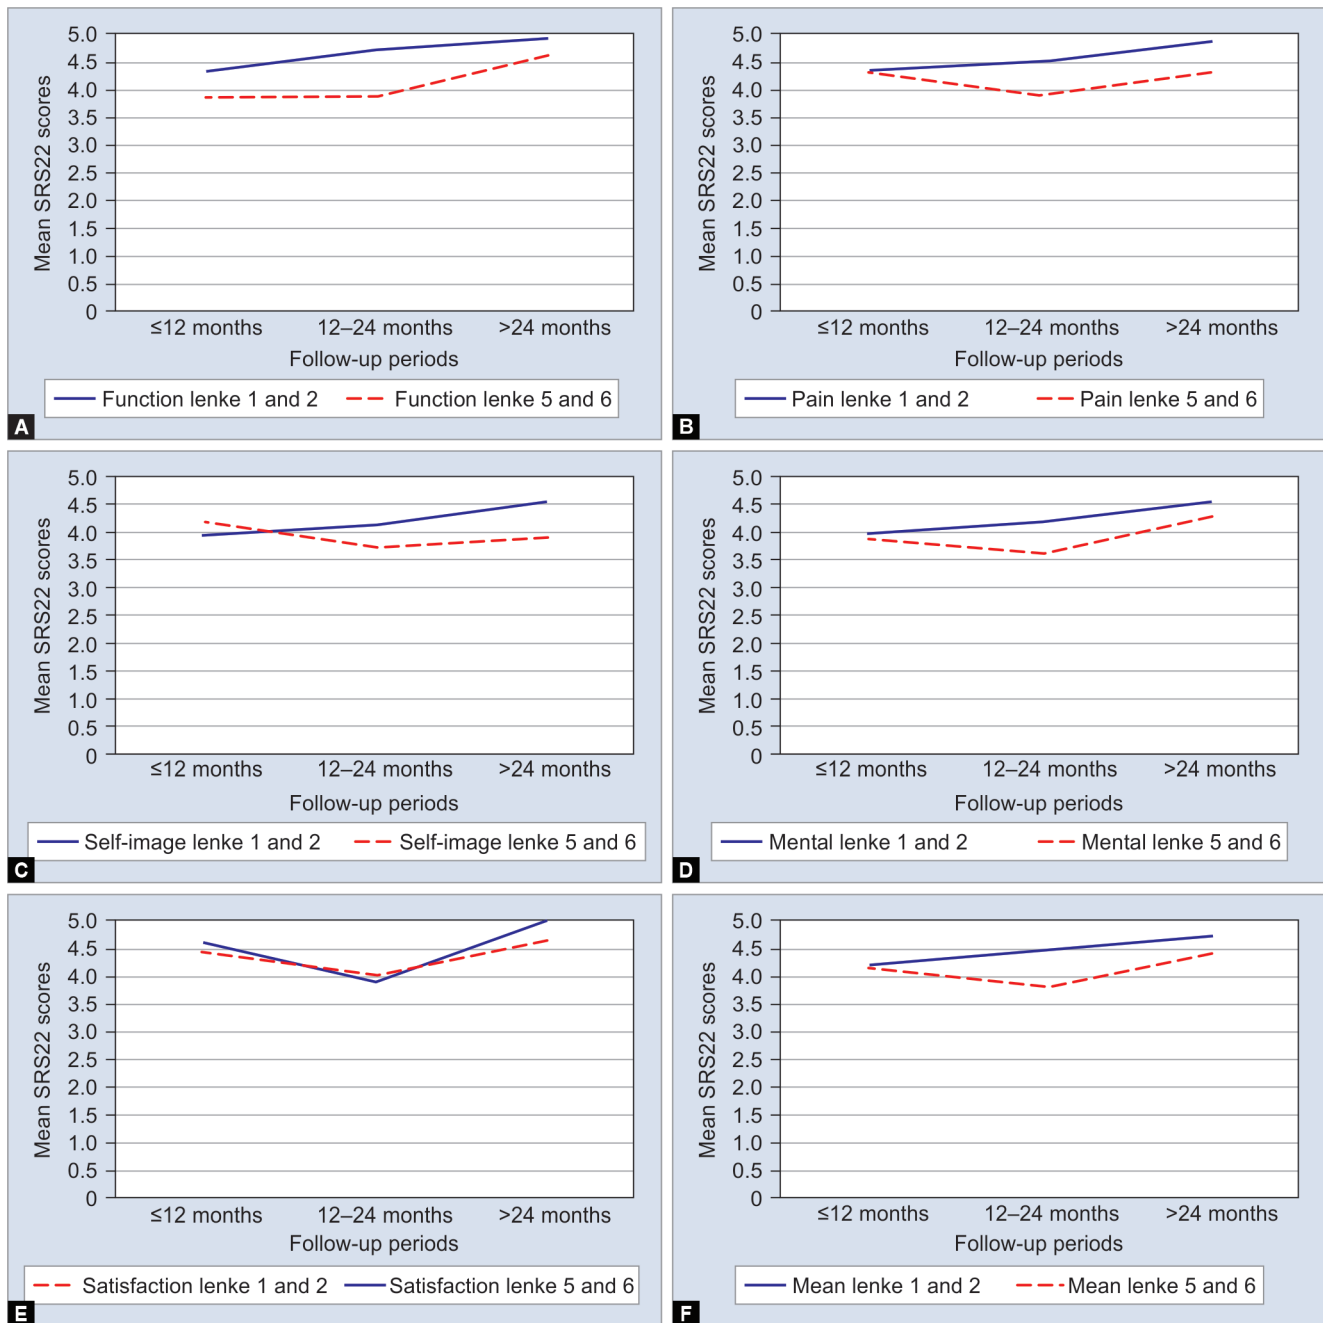 5.0
4.5
4.0
3.5
3.0
2.5
2.0
1.5
1.0
0.5
0
Mean SRS22 scores
≤12 months 12–24 months >24 months
Follow-up periods
Function lenke 1 and 2 Function lenke 5 and 6
A
5.0
4.5
4.0
3.5
3.0
2.5
2.0
1.5
1.0
0.5
0
Mean SRS22 scores
≤12 months 12–24 months >24 months
Follow-up periods
Pain lenke 1 and 2 Pain lenke 5 and 6
B
5.0
4.5
4.0
3.5
3.0
2.5
2.0
1.5
1.0
0.5
0
Mean SRS22 scores
≤12 months 12–24 months >24 months
Follow-up periods
Self-image lenke 1 and 2 Self-image lenke 5 and 6
C
5.0
4.5
4.0
3.5
3.0
2.5
2.0
1.5
1.0
0.5
0
Mean SRS22 scores
≤12 months 12–24 months >24 months
Follow-up periods
Mental lenke 1 and 2 Mental lenke 5 and 6
D
5.0
4.5
4.0
3.5
3.0
2.5
2.0
1.5
1.0
0.5
0
Mean SRS22 scores
≤12 months 12–24 months >24 months
Follow-up periods
Satisfaction lenke 1 and 2 Satisfaction lenke 5 and 6
E
5.0
4.5
4.0
3.5
3.0
2.5
2.0
1.5
1.0
0.5
0
Mean SRS22 scores
≤12 months 12–24 months >24 months
Follow-up periods
Mean lenke 1 and 2 Mean lenke 5 and 6
F